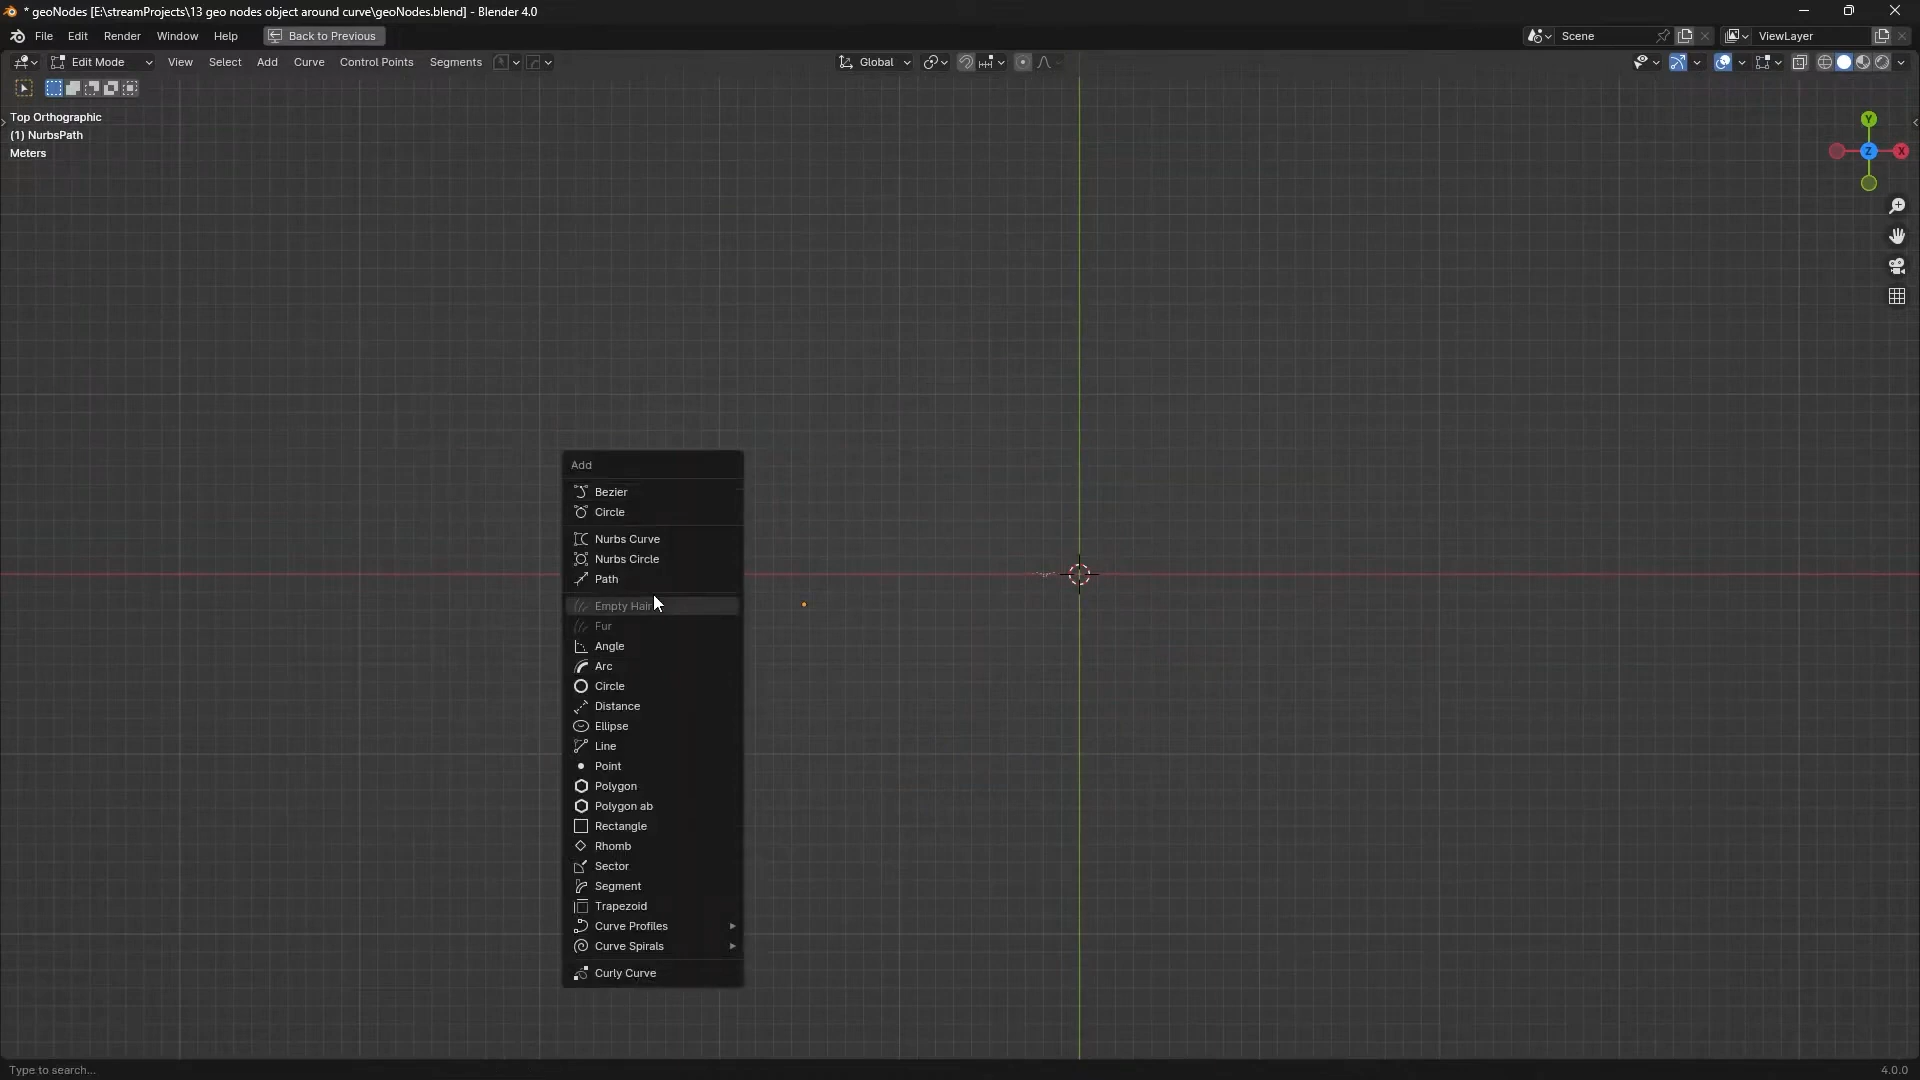 * geoNodes [E:\streamProjects\13 geo nodes object around curve\geoNodes.blend] - Blender 4.0
File Edit Render Window Help Back to Previous Scene ViewLayer
Edit Mode View Select Add Curve Control Points Segments Global
Top Orthographic
(1) NurbsPath
Meters
Y
Z X
Add
Bezier
Circle
Nurbs Curve
Nurbs Circle
Path
Empty Hair
Fur
Angle
Arc
Circle
Distance
Ellipse
Line
Point
Polygon
Polygon ab
Rectangle
Rhomb
Sector
Segment
Trapezoid
Curve Profiles
Curve Spirals
Curly Curve
Type to search... 4.0.0